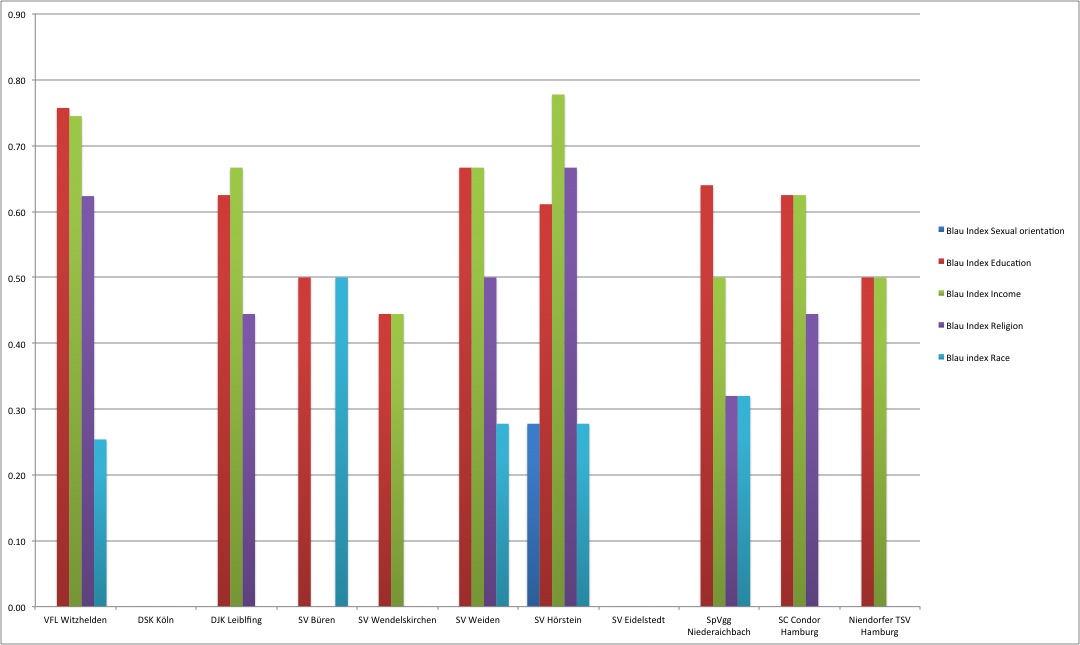 0.90
0.80
0.70
0.60
0.50
0.40
0.30
0.20
0.10
0.00
VFL Witzhelden
DSK Köln
DJK Leiblfing
SV Büren
SV Wendelskirchen
SV Weiden
SV Hörstein
SV Eidelstedt
SpVgg
Niederaichbach
SC Condor
Hamburg
Niendorfer TSV
Hamburg
Blau Index Sexual orientation
Blau Index Education
Blau Index Income
Blau Index Religion
Blau index Race